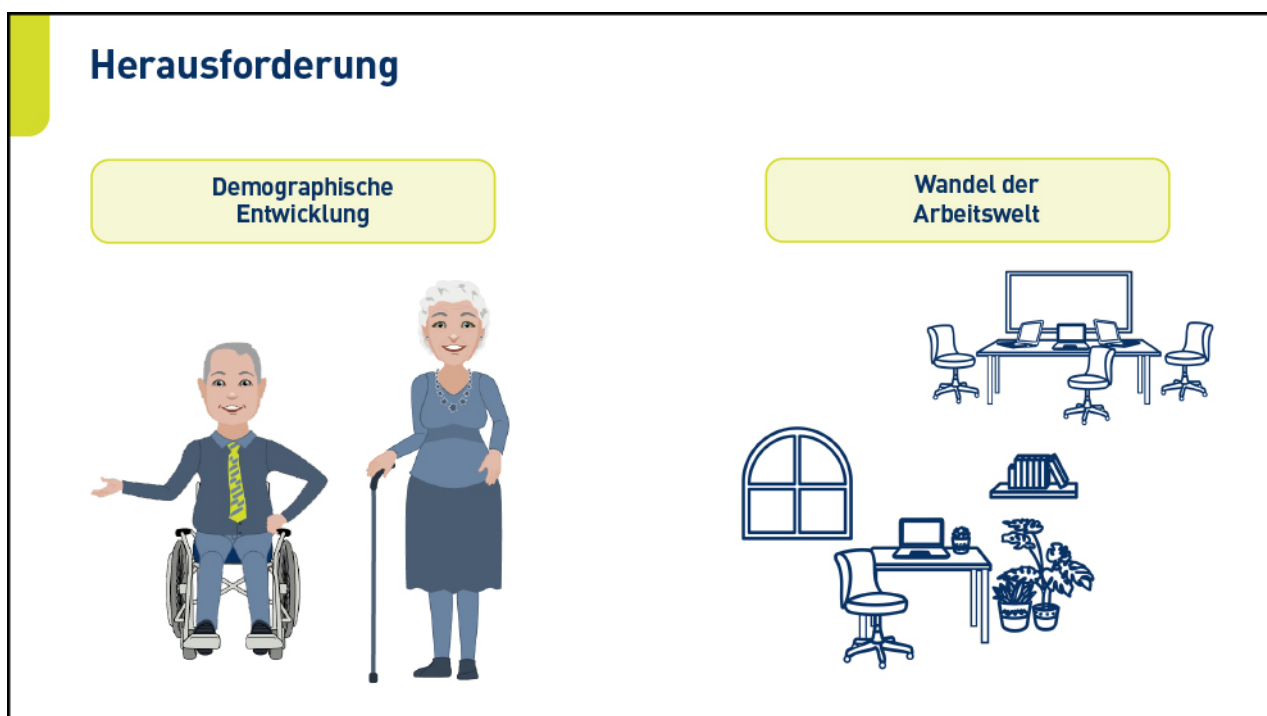 Herausforderung
Demographische
Entwicklung
Wandel der
Arbeitswelt